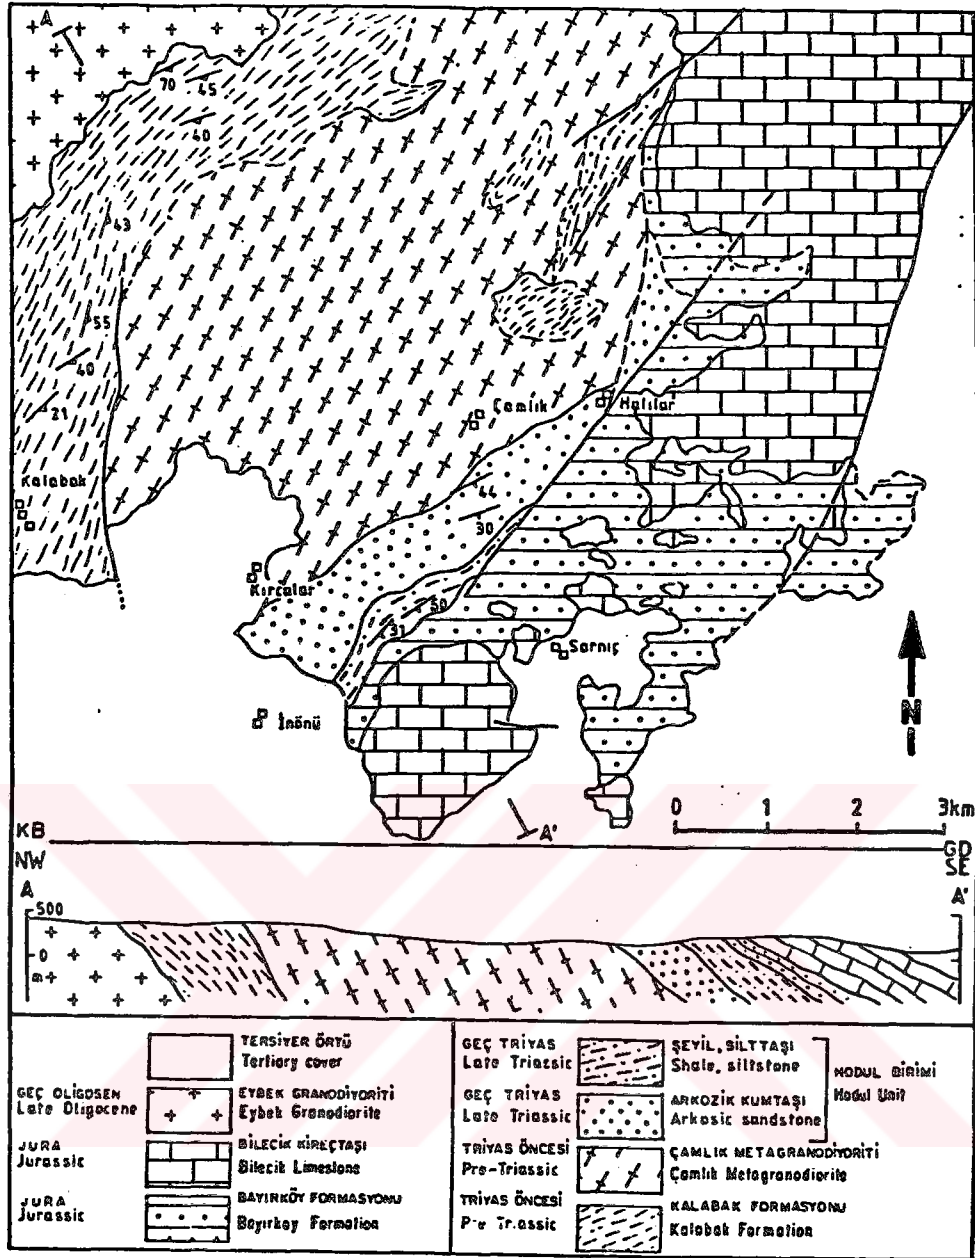 A
70
45
40
43
55
40
21
Kalabak
Çamlık
Halılar
44
30
Kırcalar
50
31
Sarnıç
İnönü
N
A'
0 1 2 3km
KB
NW
GD
SE
A
A'
500
0
m
TERSİYER ÖRTÜ
Tertiary cover
GEÇ OLİGOSEN
Late Oligocene
EYBEK GRANODİYORİTİ
Eybek Granodiorite
JURA
Jurassic
BİLECİK KİREÇTAŞI
Bilecik Limestone
JURA
Jurassic
BAYIRKÖY FORMASYONU
Bayırköy Formation
GEÇ TRİYAS
Late Triassic
ŞEYİL, SİLTTAŞI
Shale, siltstone
GEÇ TRİYAS
Late Triassic
ARKOZİK KUMTAŞI
Arkosic sandstone
NODUL BİRİMİ
Nodul Unit
TRİYAS ÖNCESİ
Pre-Triassic
ÇAMLIK METAGRANODİYORİTİ
Çamlık Metagranodiorite
TRİYAS ÖNCESİ
Pre Triassic
KALABAK FORMASYONU
Kalabak Formation